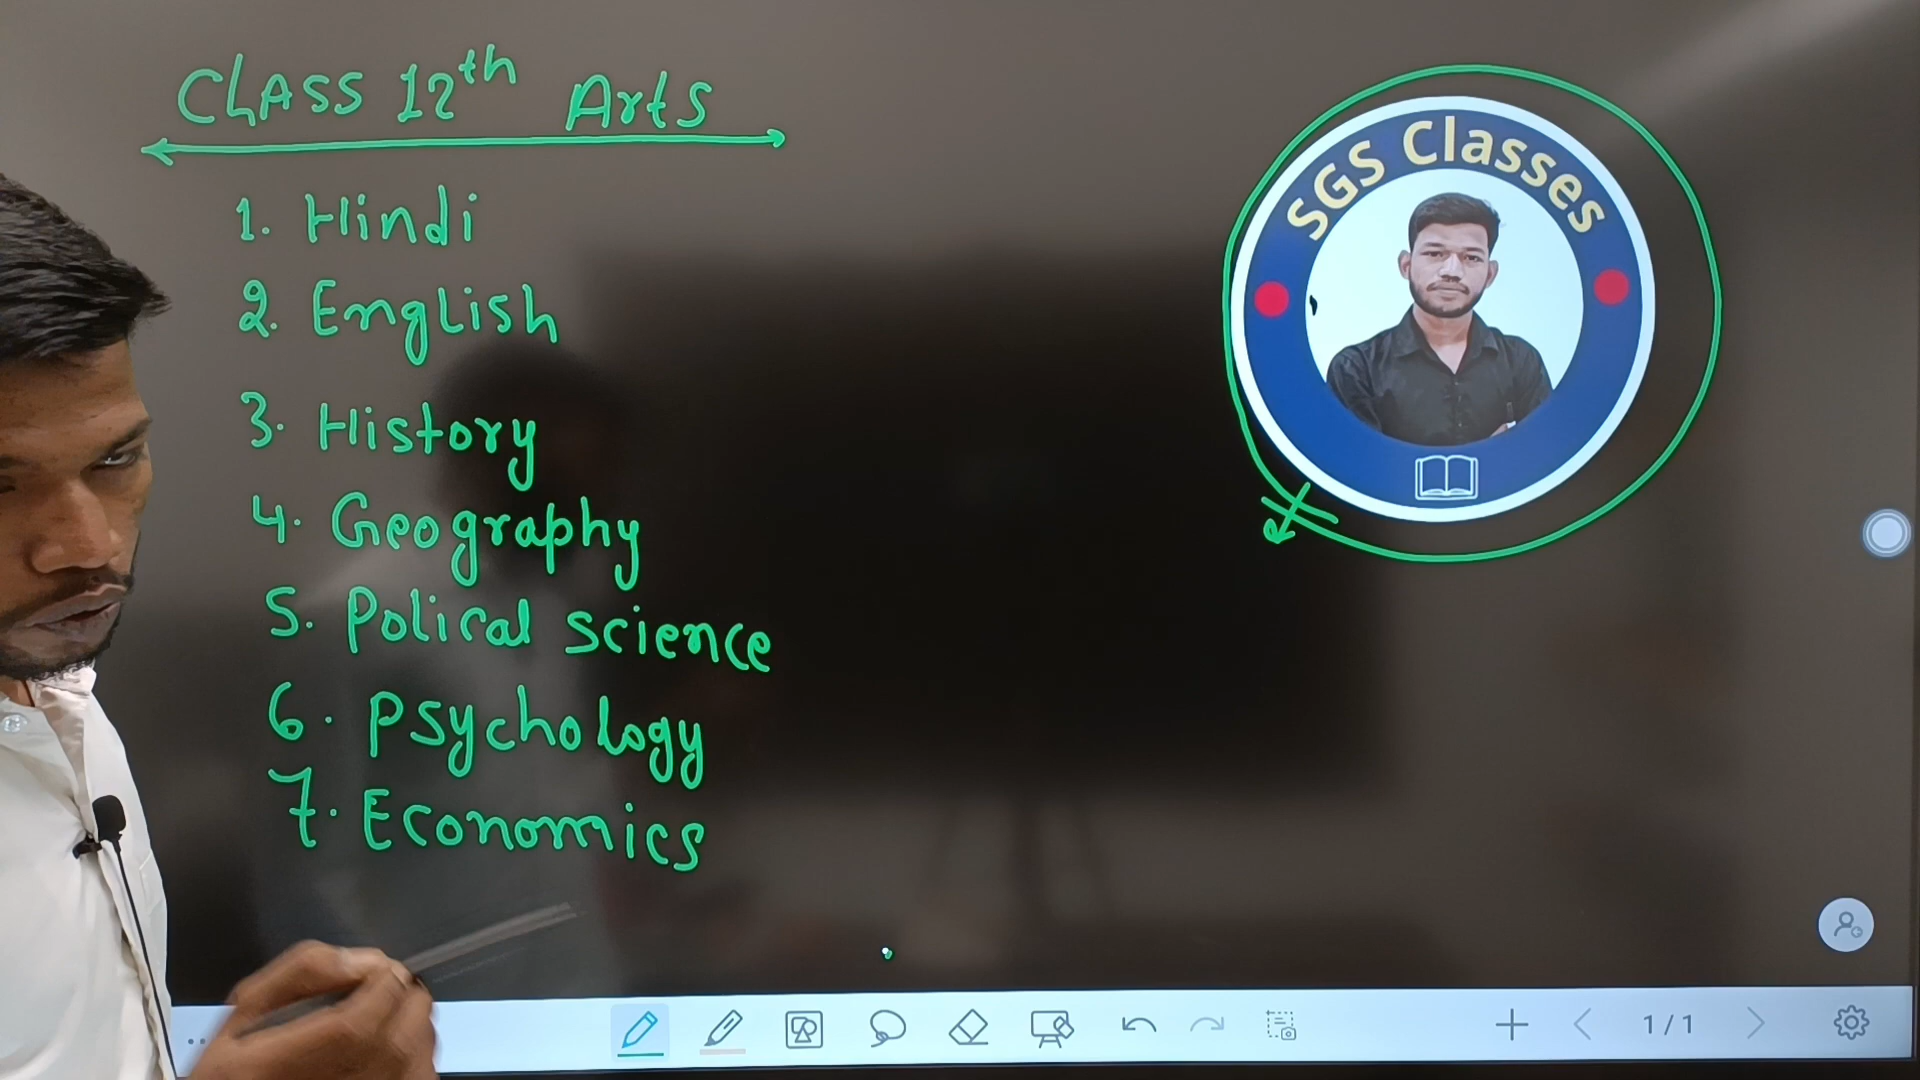 ClASS 12th Arts
1. Hindi
2. English
3. History
4. Geography
5. Polircal science
6. Psychology
7. Economics
SGS Classes
1/1